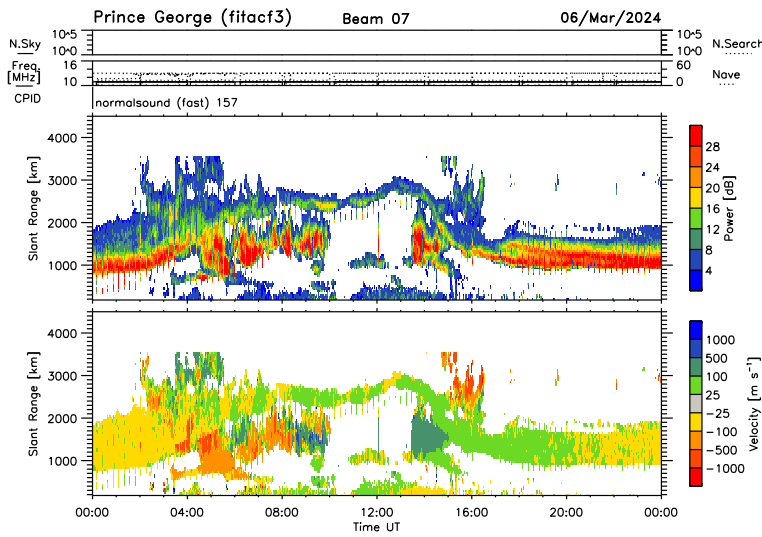 Prince George (fitacf3) Beam 07 06/Mar/2024
10^5 10^5
N.Sky N.Search
10^0 10^0
Freq. 16 60
[MHz] Nave
10 0
CPID normalsound (fast) 157
4000
3000
2000
1000
Slant Range [km]
28
24
20
16
12
8
4
Power [dB]
4000
3000
2000
1000
Slant Range [km]
1000
500
100
25
-25
-100
-500
-1000
Velocity [m s⁻¹]
00:00 04:00 08:00 12:00 16:00 20:00 00:00
Time UT